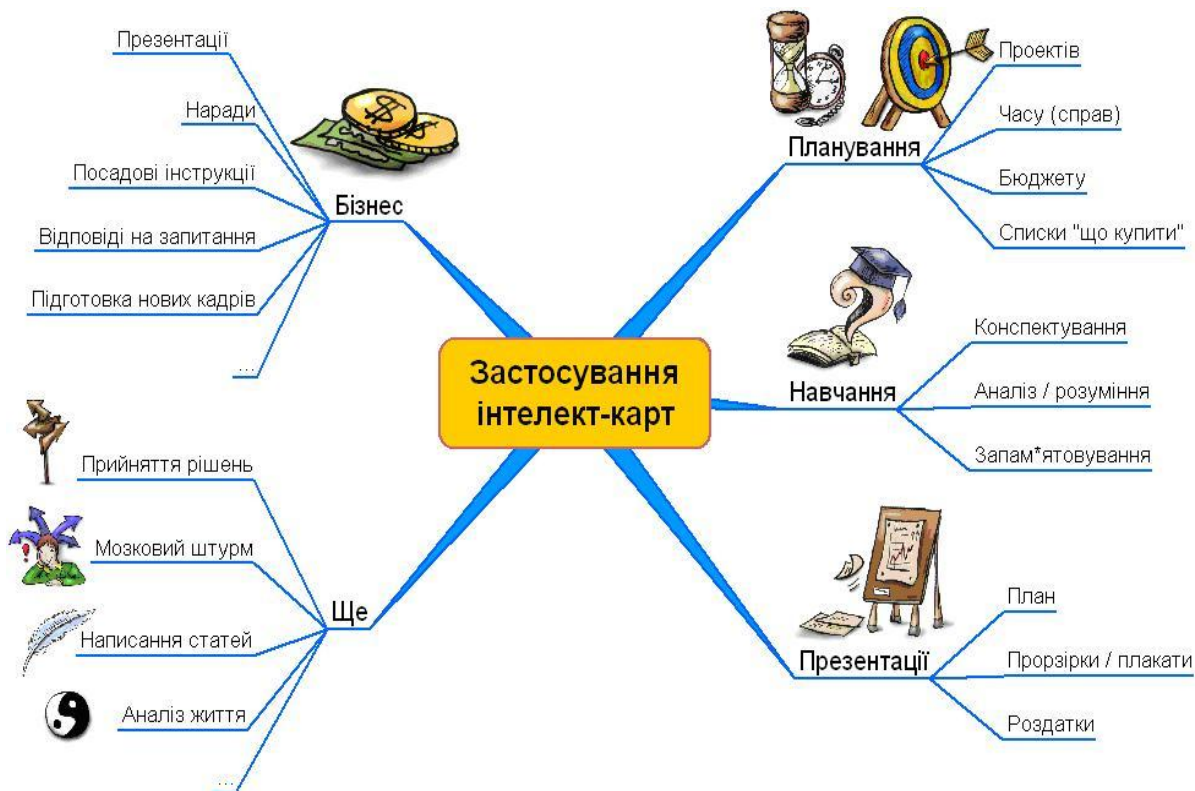 Застосування
інтелект-карт
Планування
Проектів
Часу (справ)
Бюджету
Списки "що купити"
Навчання
Конспектування
Аналіз / розуміння
Запам*ятовування
Презентації
План
Прорзірки / плакати
Роздатки
Бізнес
Презентації
Наради
Посадові інструкції
Відповіді на запитання
Підготовка нових кадрів
...
Ще
Прийняття рішень
Мозковий штурм
Написання статей
Аналіз життя
...